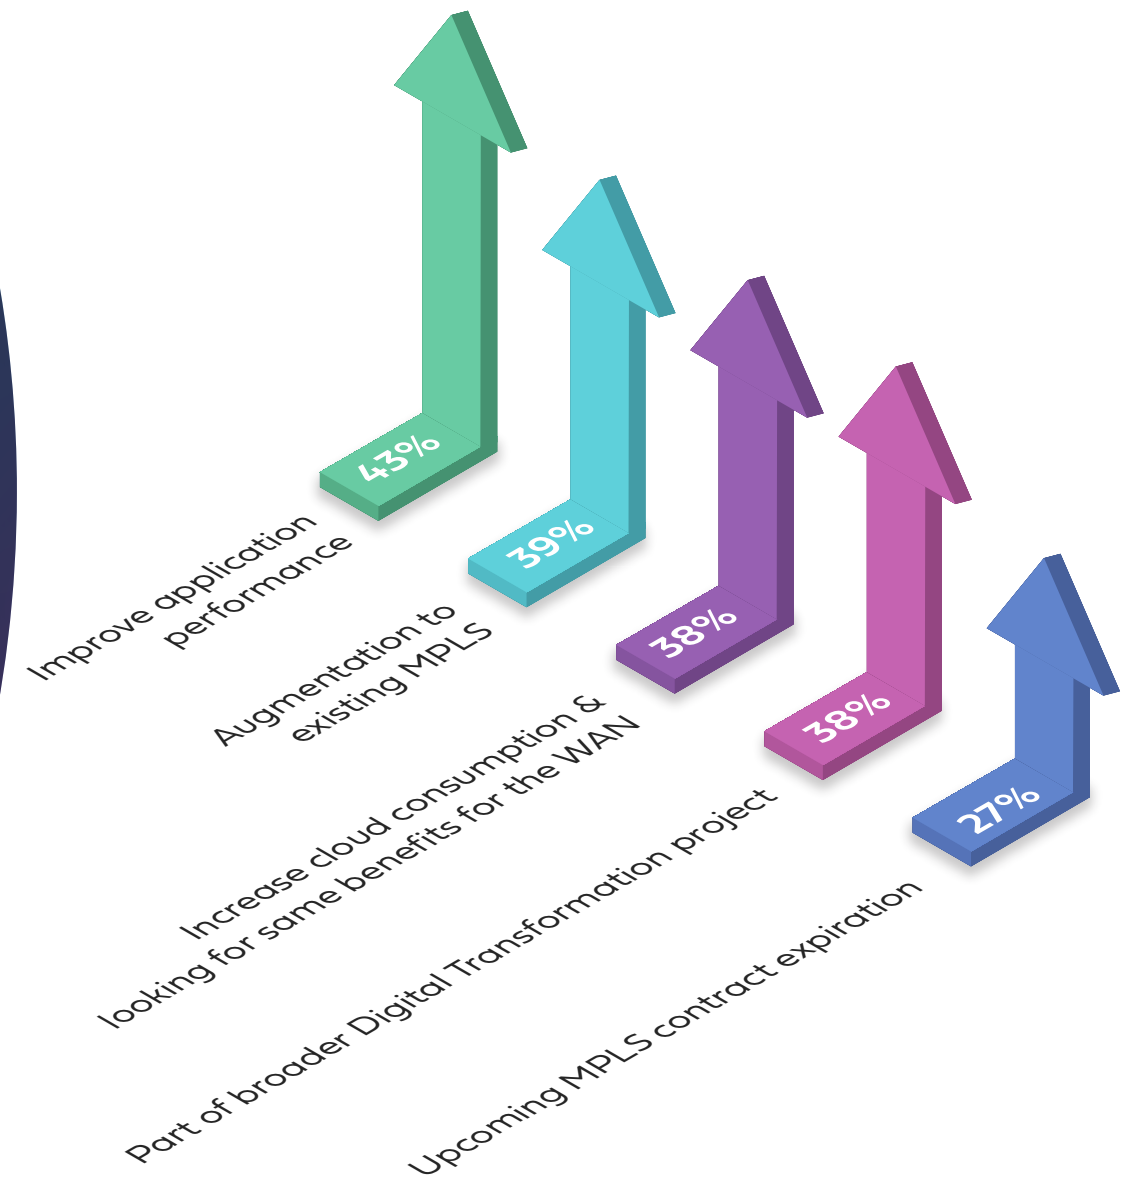 43%
Improve application
performance
39%
Augmentation to
existing MPLS
38%
Increase cloud consumption &
looking for same benefits for the WAN
38%
Part of broader Digital Transformation project
27%
Upcoming MPLS contract expiration